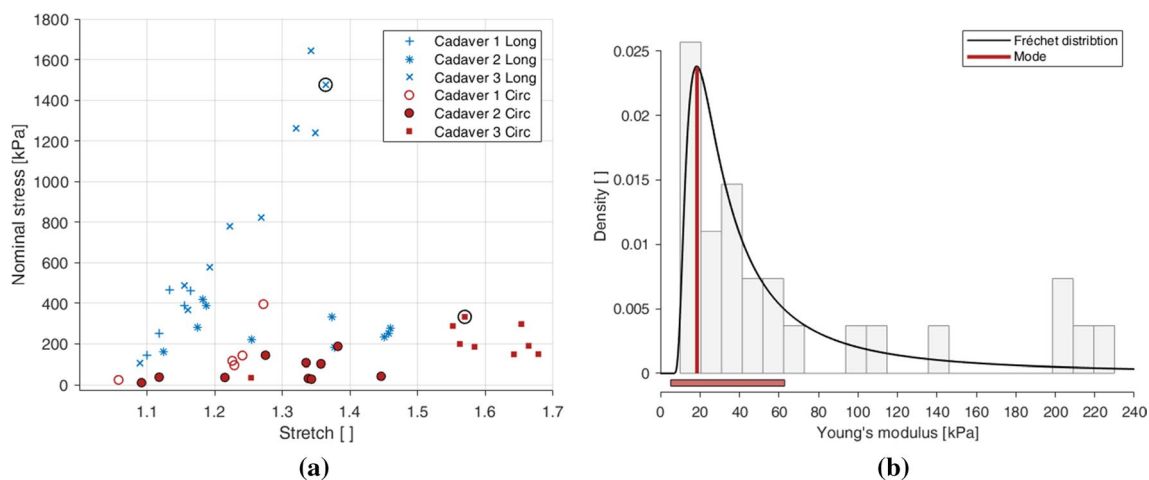 1800
1600
1400
1200
1000
800
600
400
200
0
Nominal stress [kPa]
1.1 1.2 1.3 1.4 1.5 1.6 1.7
Stretch [ ]
Cadaver 1 Long
Cadaver 2 Long
Cadaver 3 Long
Cadaver 1 Circ
Cadaver 2 Circ
Cadaver 3 Circ
(a)
0.025
0.02
0.015
0.01
0.005
0
Density [ ]
0 20 40 60 80 100 120 140 160 180 200 220 240
Young's modulus [kPa]
Fréchet distribtion
Mode
(b)